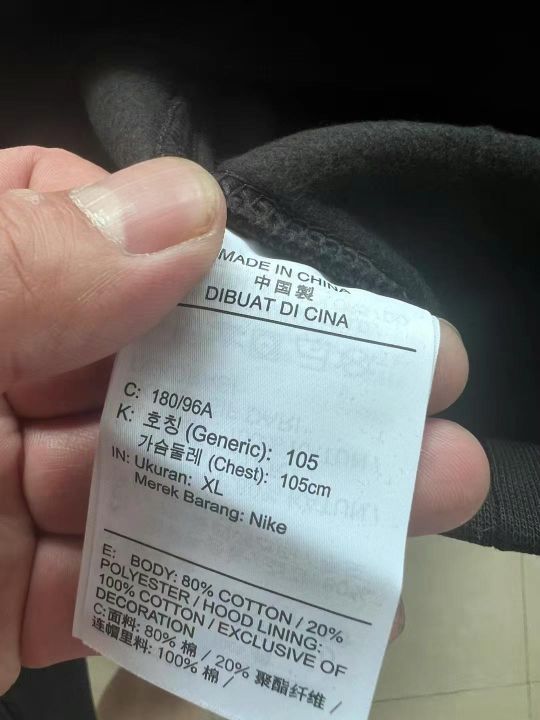 MADE IN CHINA
中国製
DIBUAT DI CINA
C: 180/96A
K: 호칭 (Generic): 105
가슴둘레 (Chest): 105cm
IN: Ukuran: XL
Merek Barang: Nike
E: BODY: 80% COTTON / 20%
POLYESTER / HOOD LINING:
100% COTTON / EXCLUSIVE OF
DECORATION
C: 面料: 80% 棉 / 20% 聚酯纤维 /
连帽里料: 100% 棉 /